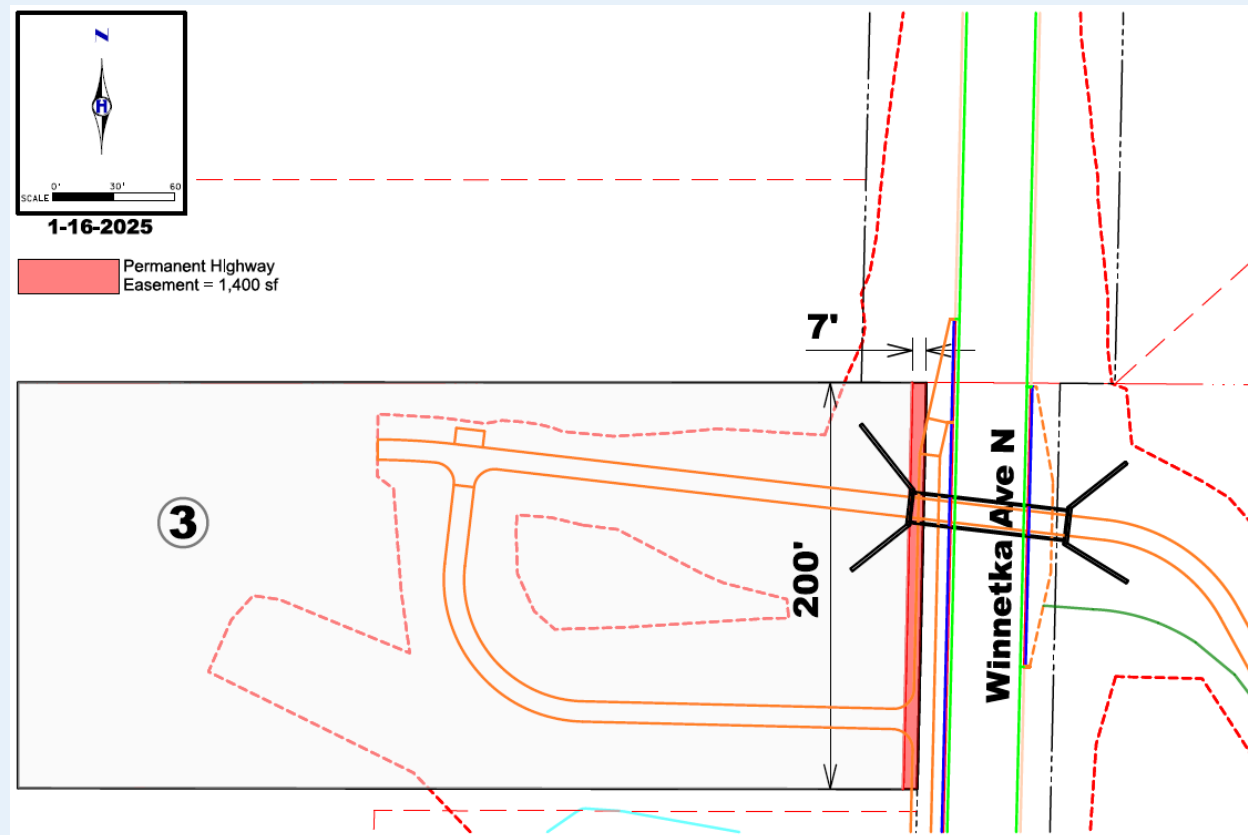 N
H
0' 30' 60
SCALE
1-16-2025
Permanent Highway
Easement = 1,400 sf
7'
3
200'
Winnetka Ave N